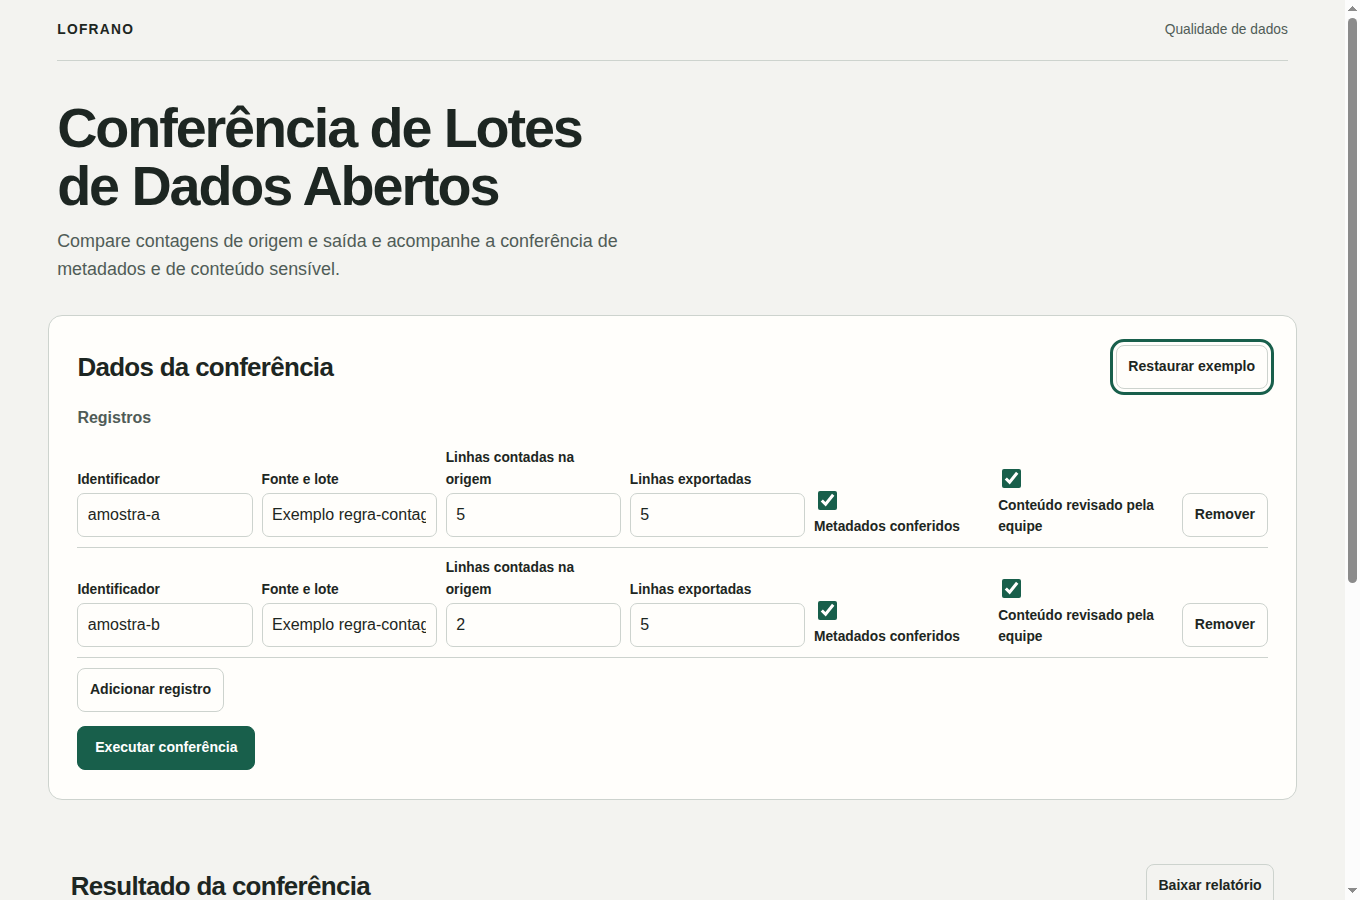 LOFRANO
Qualidade de dados
Conferência de Lotes
de Dados Abertos
Compare contagens de origem e saída e acompanhe a conferência de
metadados e de conteúdo sensível.
Dados da conferência
Restaurar exemplo
Registros
Identificador
amostra-a
Fonte e lote
Exemplo regra-contag
Linhas contadas na
origem
5
Linhas exportadas
5
Metadados conferidos
Conteúdo revisado pela
equipe
Remover
Identificador
amostra-b
Fonte e lote
Exemplo regra-contag
Linhas contadas na
origem
2
Linhas exportadas
5
Metadados conferidos
Conteúdo revisado pela
equipe
Remover
Adicionar registro
Executar conferência
Resultado da conferência
Baixar relatório